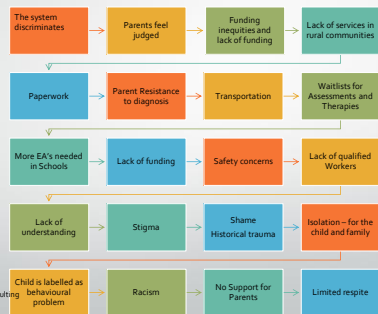 The system
discriminates
Parents feel
judged
Funding
inequities and
lack of funding
Lack of services in
rural communities
Paperwork
Parent Resistance
to diagnosis
Transportation
Waitlists for
Assessments and
Therapies
More EA's needed
in Schools
Lack of funding
Safety concerns
Lack of qualified
Workers
Lack of
understanding
Stigma
Shame
Historical trauma
Isolation – for the
child and family
Child is labelled as
behavioural
problem
Racism
No Support for
Parents
Limited respite
ulting